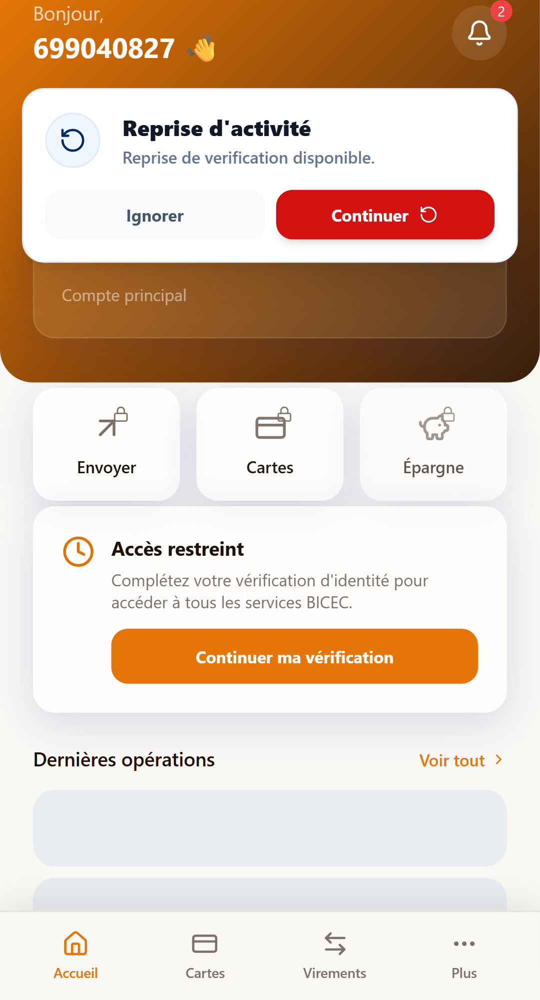 Bonjour,
699040827 👋
2
Reprise d'activité
Reprise de verification disponible.
Ignorer
Continuer
Compte principal
Envoyer
Cartes
Épargne
Accès restreint
Complétez votre vérification d'identité pour
accéder à tous les services BICEC.
Continuer ma vérification
Dernières opérations
Voir tout
Accueil
Cartes
Virements
Plus